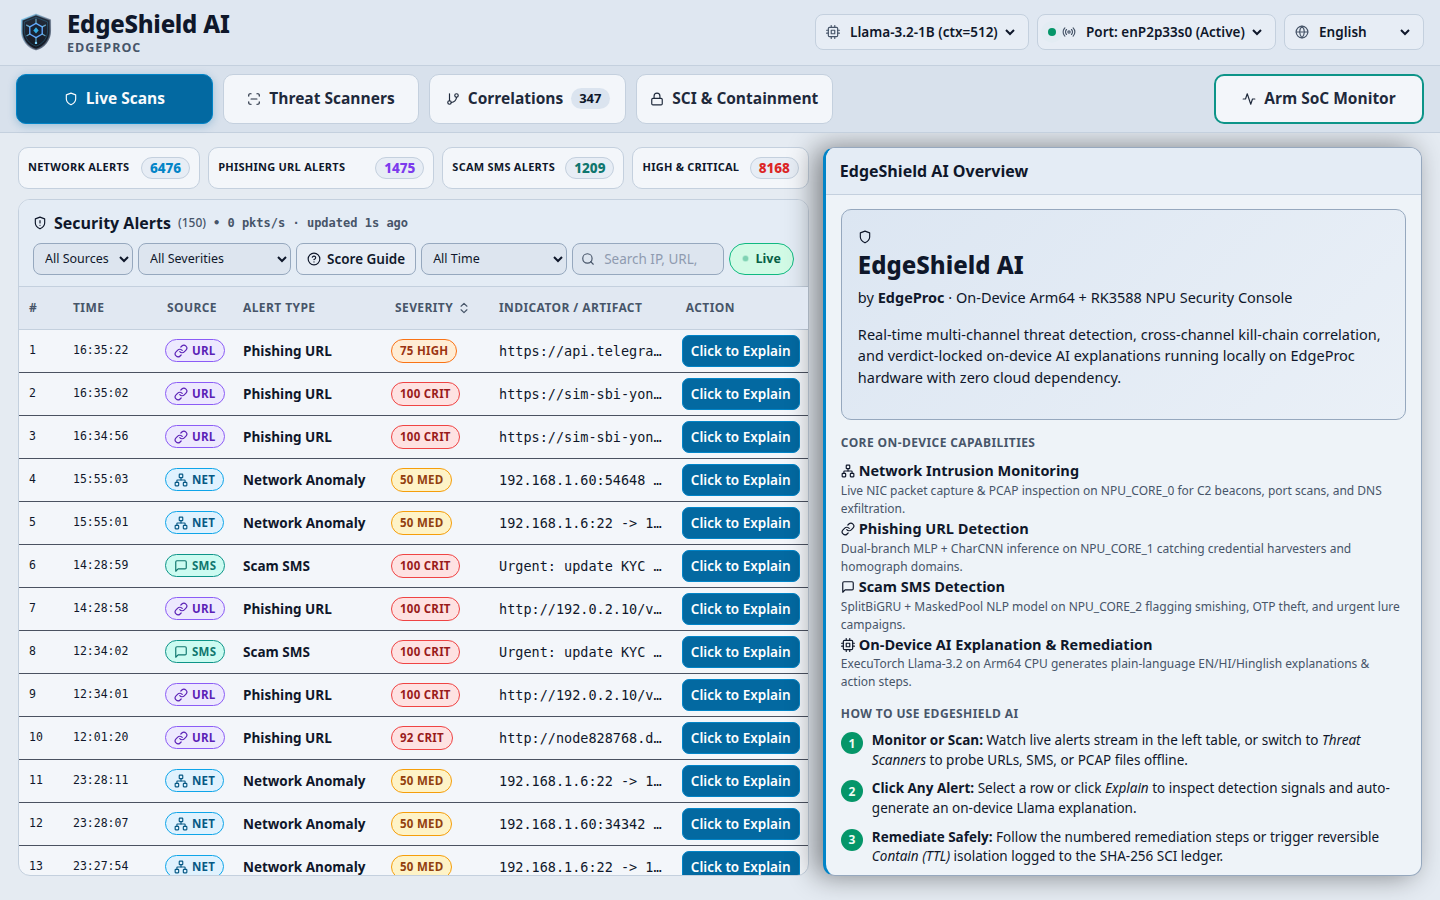 EdgeShield AI
EDGEPROC
Llama-3.2-1B (ctx=512)
Port: enP2p33s0 (Active)
English
Live Scans
Threat Scanners
Correlations 347
SCI & Containment
Arm SoC Monitor
NETWORK ALERTS 6476
PHISHING URL ALERTS 1475
SCAM SMS ALERTS 1209
HIGH & CRITICAL 8168
Security Alerts (150) • 0 pkts/s · updated 1s ago
All Sources
All Severities
Score Guide
All Time
Search IP, URL,
Live
# TIME SOURCE ALERT TYPE SEVERITY INDICATOR / ARTIFACT ACTION
1 16:35:22 URL Phishing URL 75 HIGH https://api.telegra… Click to Explain
2 16:35:02 URL Phishing URL 100 CRIT https://sim-sbi-yon… Click to Explain
3 16:34:56 URL Phishing URL 100 CRIT https://sim-sbi-yon… Click to Explain
4 15:55:03 NET Network Anomaly 50 MED 192.168.1.60:54648 … Click to Explain
5 15:55:01 NET Network Anomaly 50 MED 192.168.1.6:22 -> 1… Click to Explain
6 14:28:59 SMS Scam SMS 100 CRIT Urgent: update KYC … Click to Explain
7 14:28:58 URL Phishing URL 100 CRIT http://192.0.2.10/v… Click to Explain
8 12:34:02 SMS Scam SMS 100 CRIT Urgent: update KYC … Click to Explain
9 12:34:01 URL Phishing URL 100 CRIT http://192.0.2.10/v… Click to Explain
10 12:01:20 URL Phishing URL 92 CRIT http://node828768.d… Click to Explain
11 23:28:11 NET Network Anomaly 50 MED 192.168.1.6:22 -> 1… Click to Explain
12 23:28:07 NET Network Anomaly 50 MED 192.168.1.60:34342 … Click to Explain
13 23:27:54 NET Network Anomaly 50 MED 192.168.1.6:22 -> 1… Click to Explain
EdgeShield AI Overview
EdgeShield AI
by EdgeProc · On-Device Arm64 + RK3588 NPU Security Console
Real-time multi-channel threat detection, cross-channel kill-chain correlation,
and verdict-locked on-device AI explanations running locally on EdgeProc
hardware with zero cloud dependency.
CORE ON-DEVICE CAPABILITIES
Network Intrusion Monitoring
Live NIC packet capture & PCAP inspection on NPU_CORE_0 for C2 beacons, port scans, and DNS
exfiltration.
Phishing URL Detection
Dual-branch MLP + CharCNN inference on NPU_CORE_1 catching credential harvesters and
homograph domains.
Scam SMS Detection
SplitBiGRU + MaskedPool NLP model on NPU_CORE_2 flagging smishing, OTP theft, and urgent lure
campaigns.
On-Device AI Explanation & Remediation
ExecuTorch Llama-3.2 on Arm64 CPU generates plain-language EN/HI/Hinglish explanations &
action steps.
HOW TO USE EDGESHIELD AI
1 Monitor or Scan: Watch live alerts stream in the left table, or switch to Threat
Scanners to probe URLs, SMS, or PCAP files offline.
2 Click Any Alert: Select a row or click Explain to inspect detection signals and auto-
generate an on-device Llama explanation.
3 Remediate Safely: Follow the numbered remediation steps or trigger reversible
Contain (TTL) isolation logged to the SHA-256 SCI ledger.